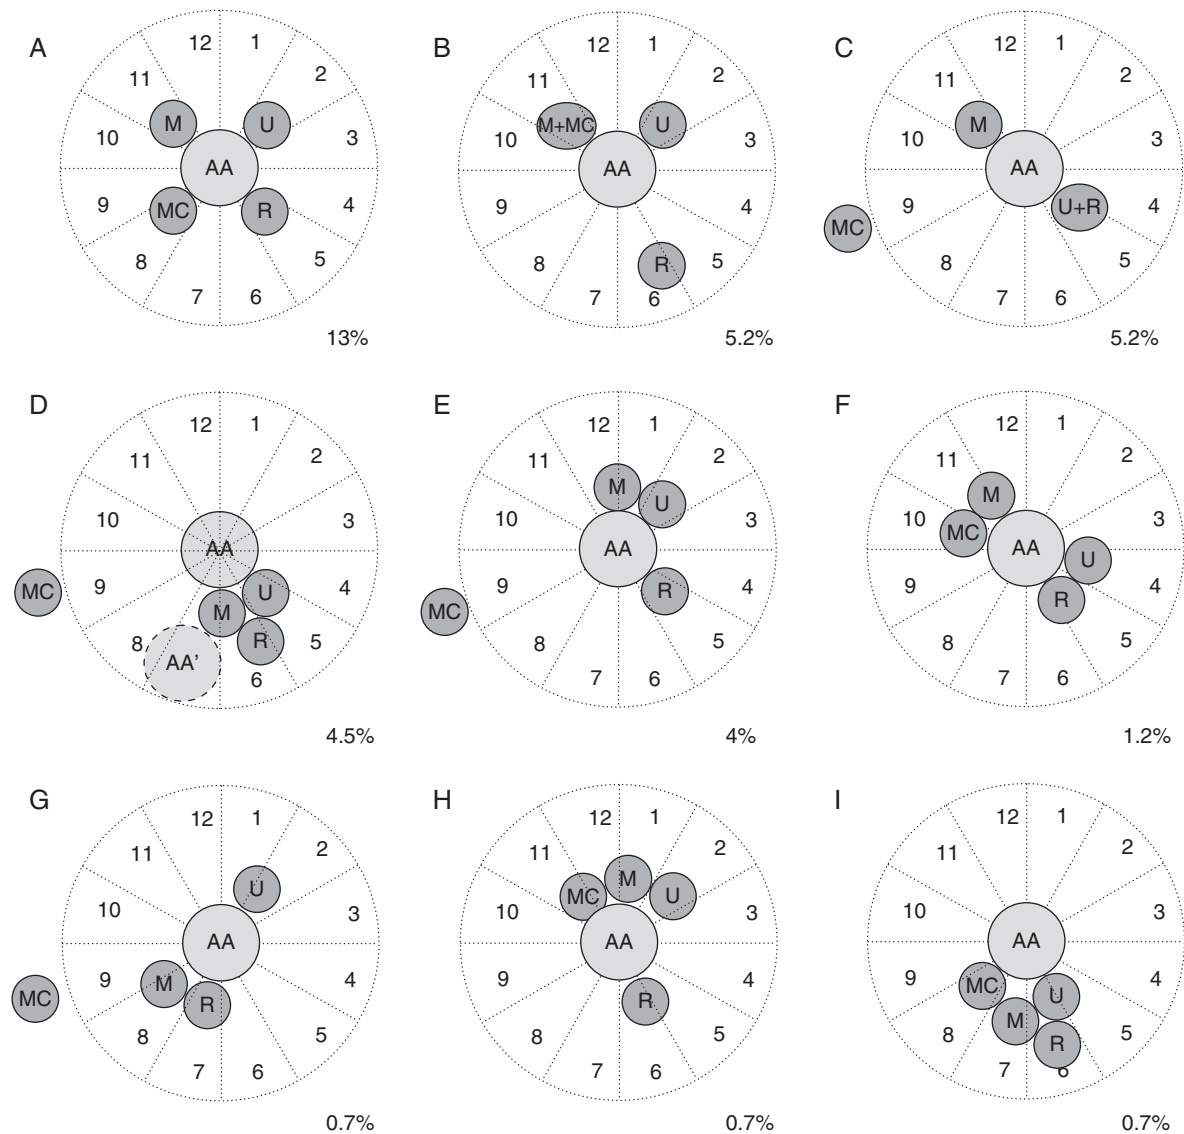 A
12 1
11 2
M U
10 3
AA
9 MC R 4
8 5
7 6
13%
B
12 1
11 2
M+MC U
10 3
AA
9 4
8 R 5
7 6
5.2%
C
12 1
11 2
M
10 3
AA
MC 9 U+R 4
8 5
7 6
5.2%
D
12 1
11 2
10 3
AA
MC 9 U 4
M
8 R 5
AA'
6
4.5%
E
12 1
11 2
M
U
10 3
AA
MC 9 R 4
8 5
7 6
4%
F
12 1
11 2
M
10 MC 3
AA U
9 R 4
8 5
7 6
1.2%
G
12 1
11 2
U
10 3
AA
MC 9 M 4
R
8 5
7 6
0.7%
H
12 1
11 2
MC M U
10 3
AA
9 4
R
8 5
7 6
0.7%
I
12 1
11 2
10 3
AA
9 MC U 4
M
8 R 5
7 6
0.7%